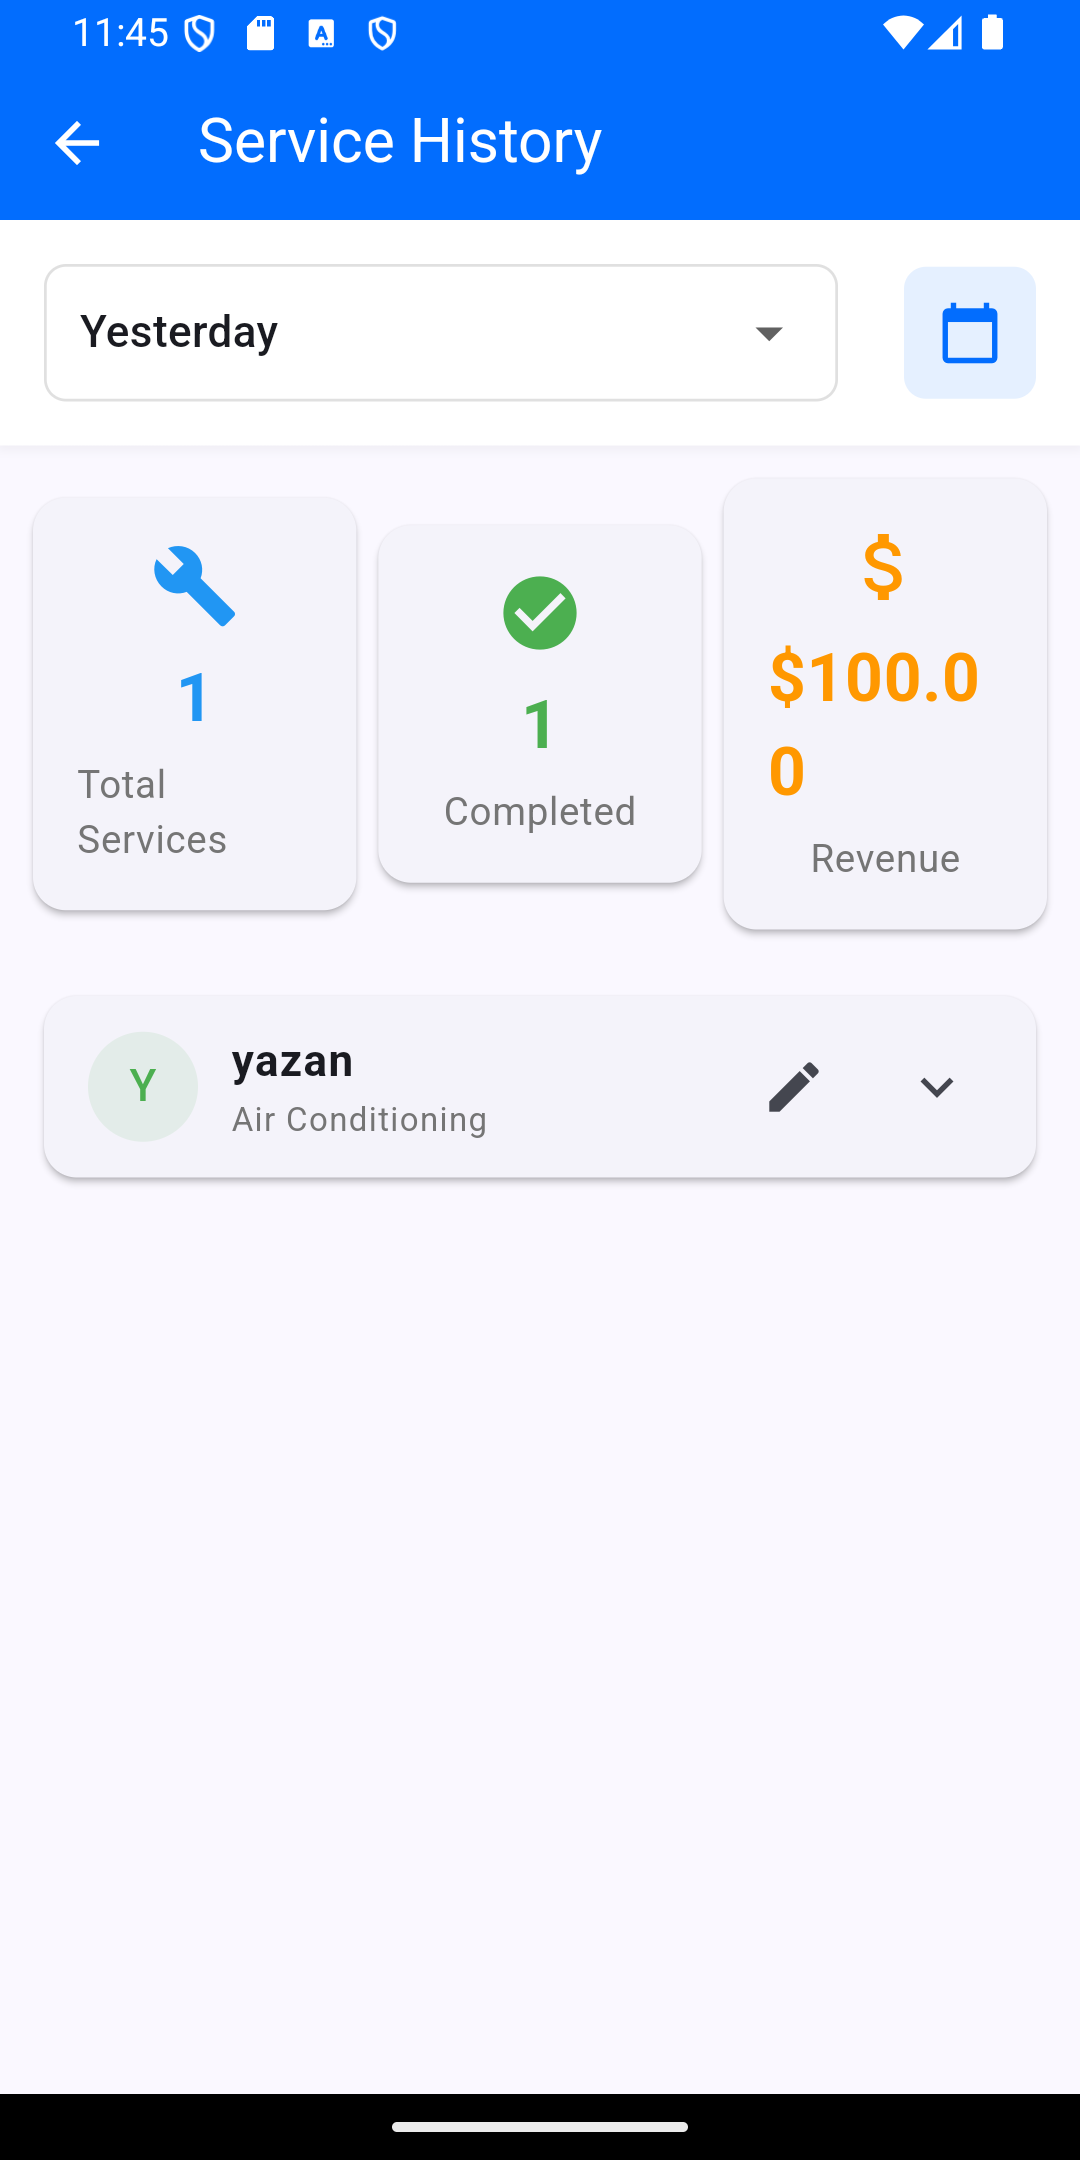 11:45
Service History
Yesterday
1
Total
Services
1
Completed
$
$100.0
0
Revenue
Y
yazan
Air Conditioning